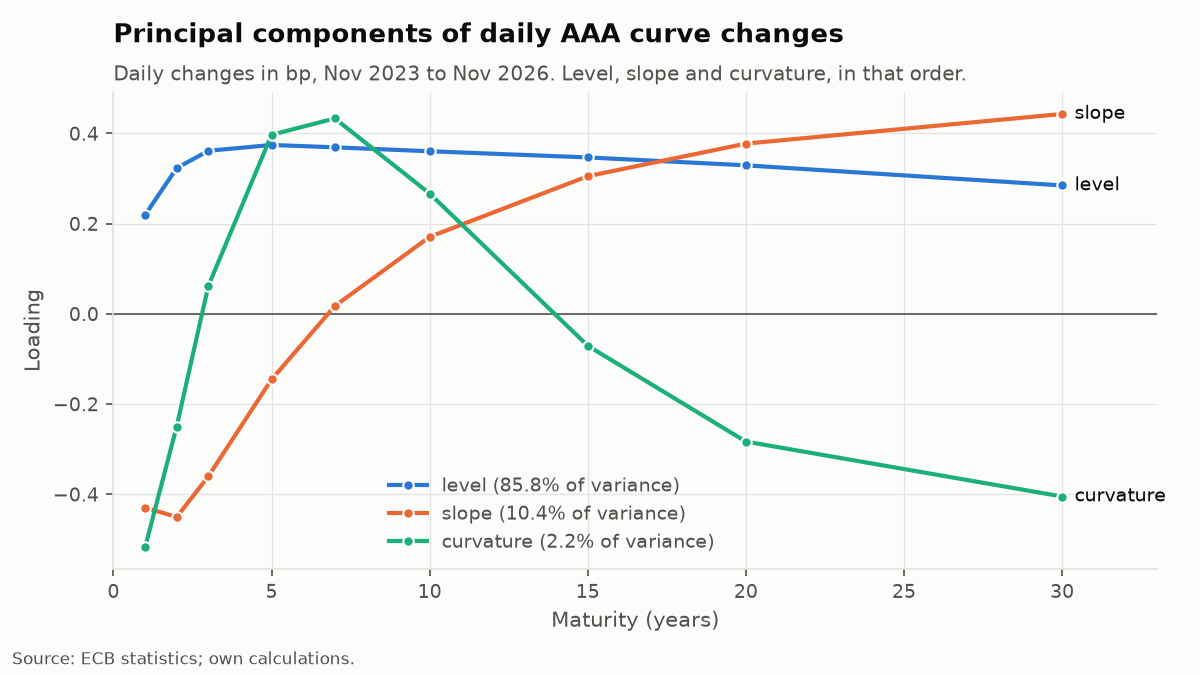 Principal components of daily AAA curve changes
Daily changes in bp, Nov 2023 to Nov 2026. Level, slope and curvature, in that order.
0.4
0.2
0.0
−0.2
−0.4
Loading
slope
level
curvature
level (85.8% of variance)
slope (10.4% of variance)
curvature (2.2% of variance)
0 5 10 15 20 25 30
Maturity (years)
Source: ECB statistics; own calculations.